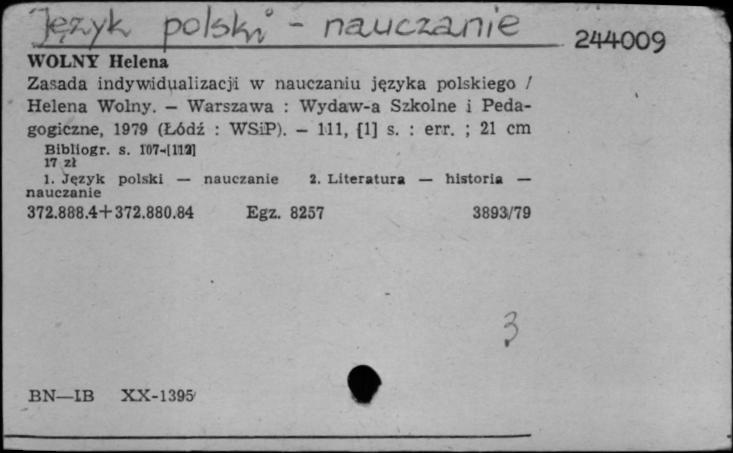 Język polski - nauczanie
244009
WOLNY Helena
Zasada indywidualizacji w nauczaniu języka polskiego /
Helena Wolny. — Warszawa : Wydaw-a Szkolne i Peda-
gogiczne, 1979 (Łódź : WSiP). — 111, [1] s. : err. ; 21 cm
Bibliogr. s. 107-[112]
17 zł
1. Język polski — nauczanie 2. Literatura — historia —
nauczanie
372.888.4+372.880.84 Egz. 8257 3893/79
3
BN—IB XX-1395